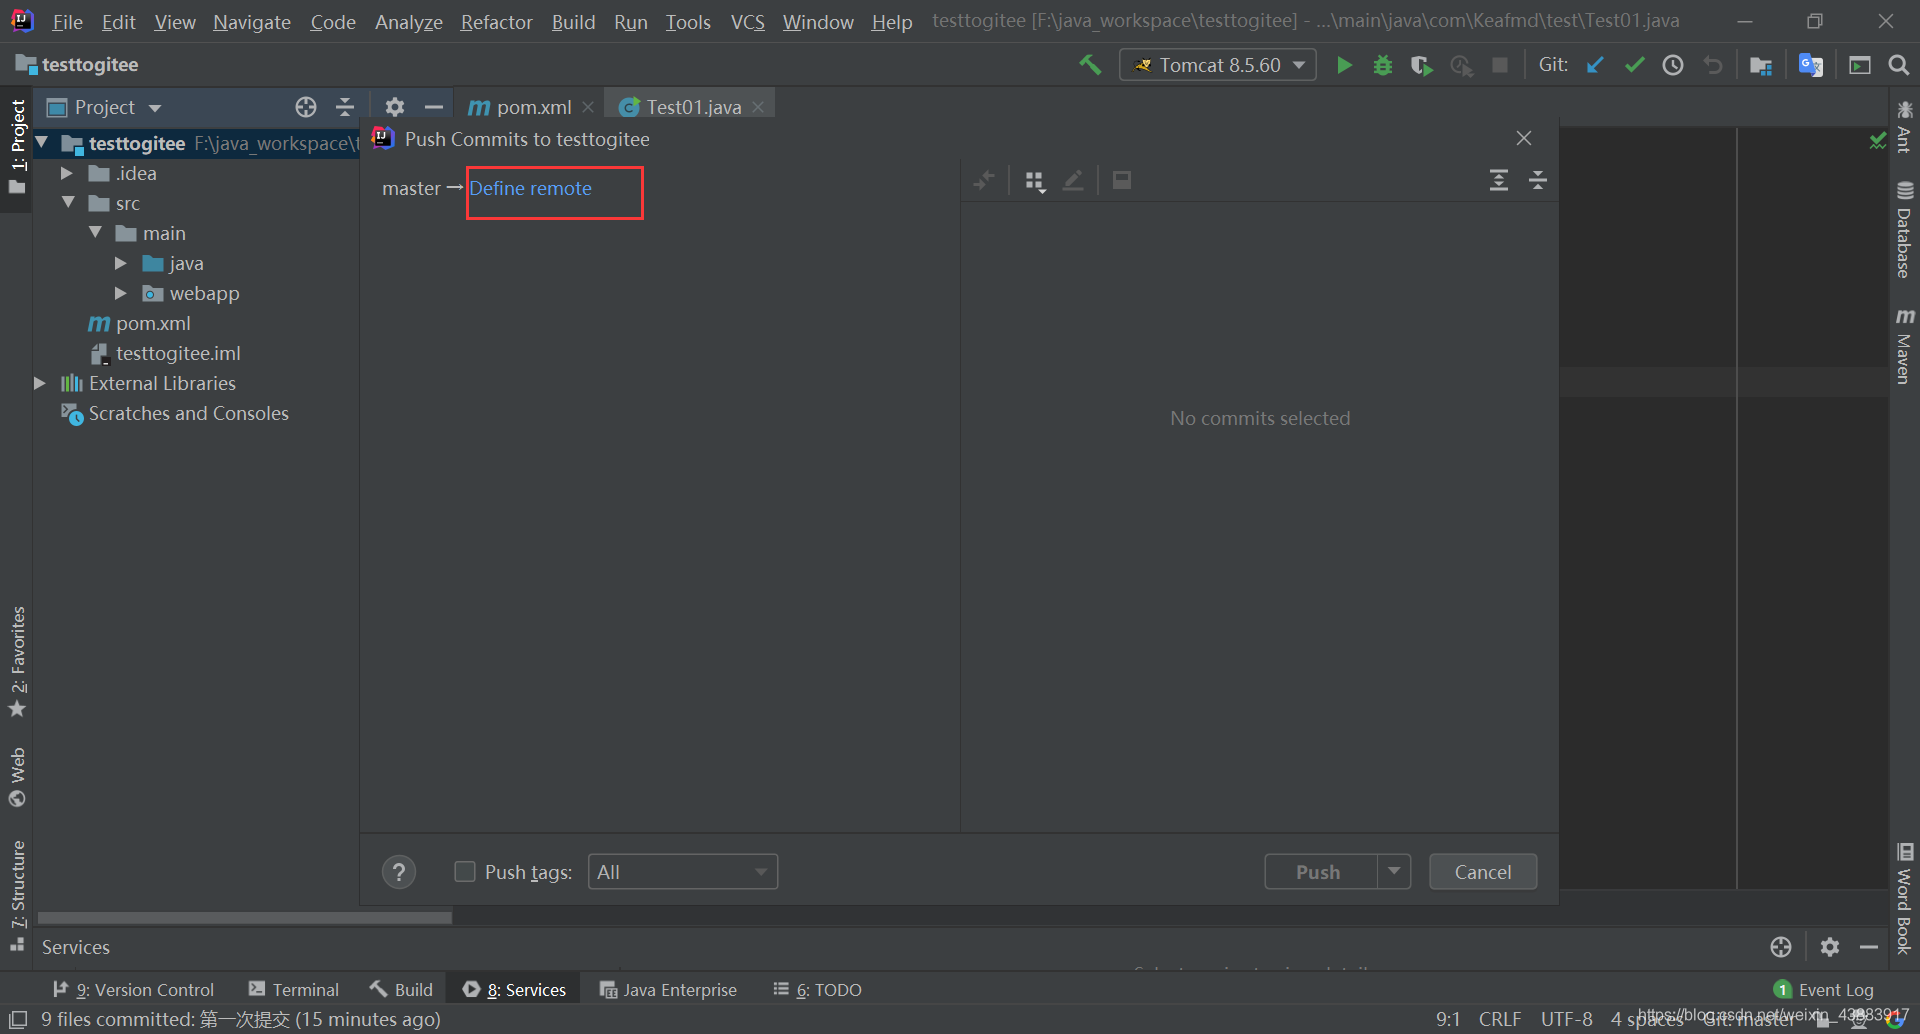 File Edit View Navigate Code Analyze Refactor Build Run Tools VCS Window Help testtogitee [F:\java_workspace\testtogitee] - ...\main\java\com\Keafmd\test\Test01.java
testtogitee
Tomcat 8.5.60
Git:
Project
pom.xml
Test01.java
1: Project
testtogitee F:\java_workspace\t
.idea
src
main
java
webapp
pom.xml
testtogitee.iml
External Libraries
Scratches and Consoles
Push Commits to testtogitee
master → Define remote
No commits selected
Push tags:
All
Push
Cancel
Ant
Database
Maven
Word Book
2: Favorites
Web
7: Structure
Services
9: Version Control
Terminal
Build
8: Services
Java Enterprise
6: TODO
1 Event Log
9 files committed: 第一次提交 (15 minutes ago)
9:1 CRLF UTF-8 4 spaces Git: master
https://blog.csdn.net/weixin_43883917